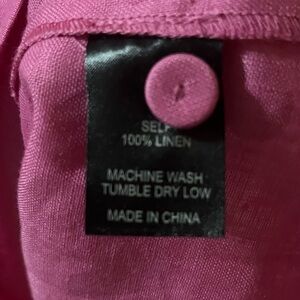 SELF
100% LINEN
MACHINE WASH
TUMBLE DRY LOW
MADE IN CHINA